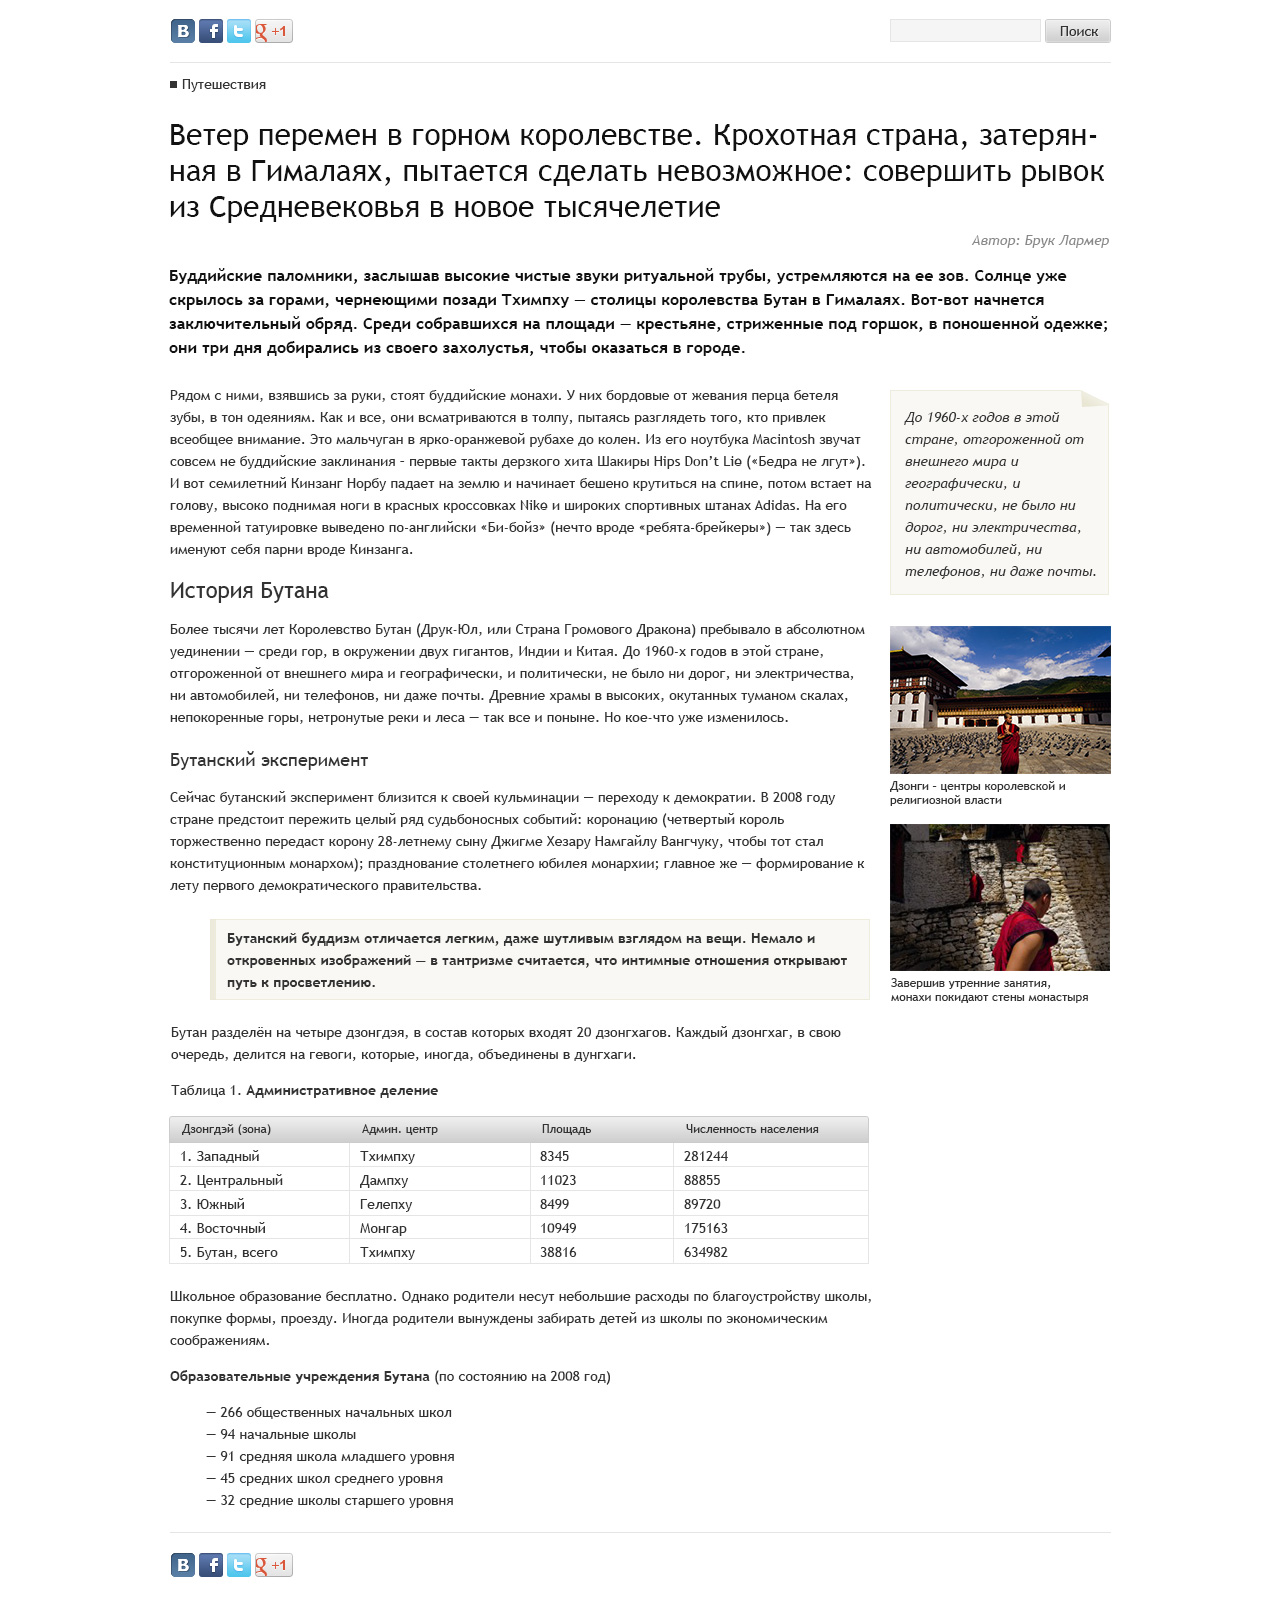 B f t g +1
Поиск
Путешествия
Ветер перемен в горном королевстве. Крохотная страна, затерян-
ная в Гималаях, пытается сделать невозможное: совершить рывок
из Средневековья в новое тысячелетие
Автор: Брук Лармер
Буддийские паломники, заслышав высокие чистые звуки ритуальной трубы, устремляются на ее зов. Солнце уже
скрылось за горами, чернеющими позади Тхимпху — столицы королевства Бутан в Гималаях. Вот-вот начнется
заключительный обряд. Среди собравшихся на площади — крестьяне, стриженные под горшок, в поношенной одежке;
они три дня добирались из своего захолустья, чтобы оказаться в городе.
Рядом с ними, взявшись за руки, стоят буддийские монахи. У них бордовые от жевания перца бетеля
зубы, в тон одеяниям. Как и все, они всматриваются в толпу, пытаясь разглядеть того, кто привлек
всеобщее внимание. Это мальчуган в ярко-оранжевой рубахе до колен. Из его ноутбука Macintosh звучат
совсем не буддийские заклинания – первые такты дерзкого хита Шакиры Hips Don’t Lie («Бедра не лгут»).
И вот семилетний Кинзанг Норбу падает на землю и начинает бешено крутиться на спине, потом встает на
голову, высоко поднимая ноги в красных кроссовках Nike и широких спортивных штанах Adidas. На его
временной татуировке выведено по-английски «Би-бойз» (нечто вроде «ребята-брейкеры») — так здесь
именуют себя парни вроде Кинзанга.
До 1960-х годов в этой
стране, отгороженной от
внешнего мира и
географически, и
политически, не было ни
дорог, ни электричества,
ни автомобилей, ни
телефонов, ни даже почты.
История Бутана
Более тысячи лет Королевство Бутан (Друк-Юл, или Страна Громового Дракона) пребывало в абсолютном
уединении — среди гор, в окружении двух гигантов, Индии и Китая. До 1960-х годов в этой стране,
отгороженной от внешнего мира и географически, и политически, не было ни дорог, ни электричества,
ни автомобилей, ни телефонов, ни даже почты. Древние храмы в высоких, окутанных туманом скалах,
непокоренные горы, нетронутые реки и леса — так все и поныне. Но кое-что уже изменилось.
Дзонги – центры королевской и
религиозной власти
Бутанский эксперимент
Сейчас бутанский эксперимент близится к своей кульминации — переходу к демократии. В 2008 году
стране предстоит пережить целый ряд судьбоносных событий: коронацию (четвертый король
торжественно передаст корону 28-летнему сыну Джигме Хезару Намгайлу Вангчуку, чтобы тот стал
конституционным монархом); празднование столетнего юбилея монархии; главное же — формирование к
лету первого демократического правительства.
Бутанский буддизм отличается легким, даже шутливым взглядом на вещи. Немало и
откровенных изображений — в тантризме считается, что интимные отношения открывают
путь к просветлению.
Завершив утренние занятия,
монахи покидают стены монастыря
Бутан разделён на четыре дзонгдэя, в состав которых входят 20 дзонгхагов. Каждый дзонгхаг, в свою
очередь, делится на гевоги, которые, иногда, объединены в дунгхаги.
Таблица 1. Административное деление
Дзонгдэй (зона) Админ. центр Площадь Численность населения
1. Западный Тхимпху 8345 281244
2. Центральный Дампху 11023 88855
3. Южный Гелепху 8499 89720
4. Восточный Монгар 10949 175163
5. Бутан, всего Тхимпху 38816 634982
Школьное образование бесплатно. Однако родители несут небольшие расходы по благоустройству школы,
покупке формы, проезду. Иногда родители вынуждены забирать детей из школы по экономическим
соображениям.
Образовательные учреждения Бутана (по состоянию на 2008 год)
— 266 общественных начальных школ
— 94 начальные школы
— 91 средняя школа младшего уровня
— 45 средних школ среднего уровня
— 32 средние школы старшего уровня
B f t g +1